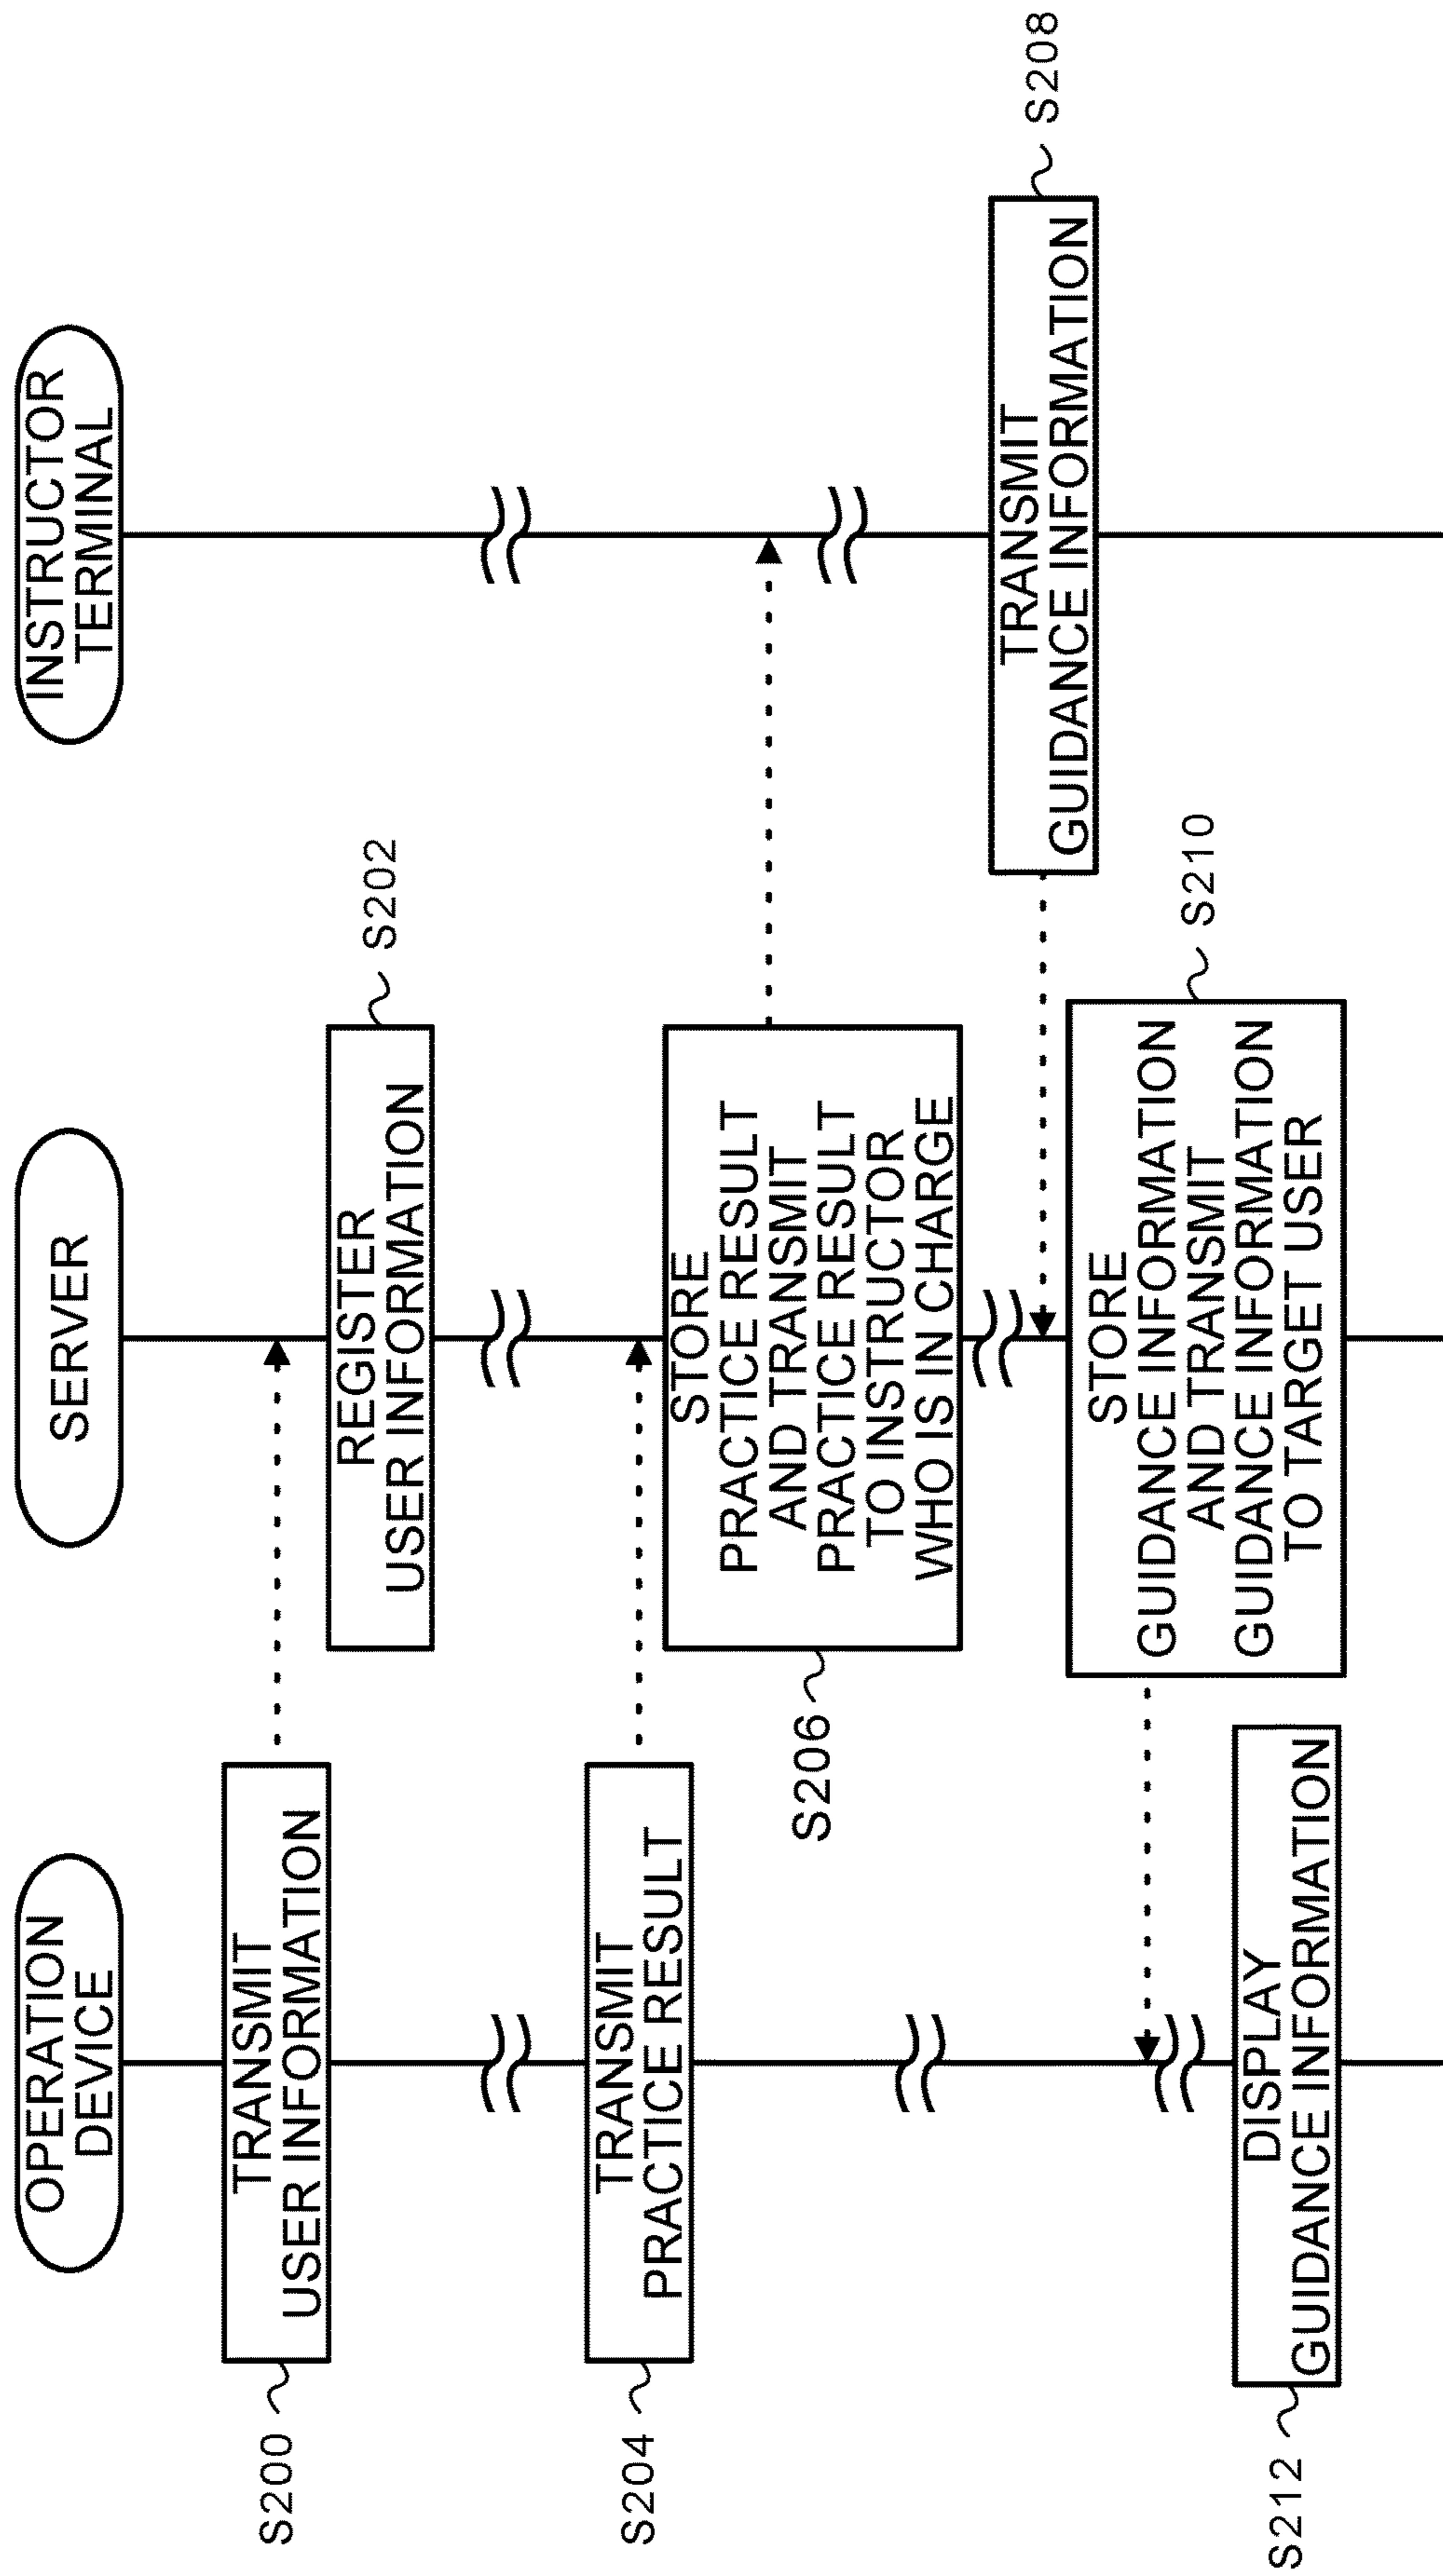 OPERATION
DEVICE
SERVER
INSTRUCTOR
TERMINAL
TRANSMIT
USER INFORMATION
S200
REGISTER
USER INFORMATION
S202
TRANSMIT
PRACTICE RESULT
S204
STORE
PRACTICE RESULT
AND TRANSMIT
PRACTICE RESULT
TO INSTRUCTOR
WHO IS IN CHARGE
S206
TRANSMIT
GUIDANCE INFORMATION
S208
STORE
GUIDANCE INFORMATION
AND TRANSMIT
GUIDANCE INFORMATION
TO TARGET USER
S210
DISPLAY
GUIDANCE INFORMATION
S212